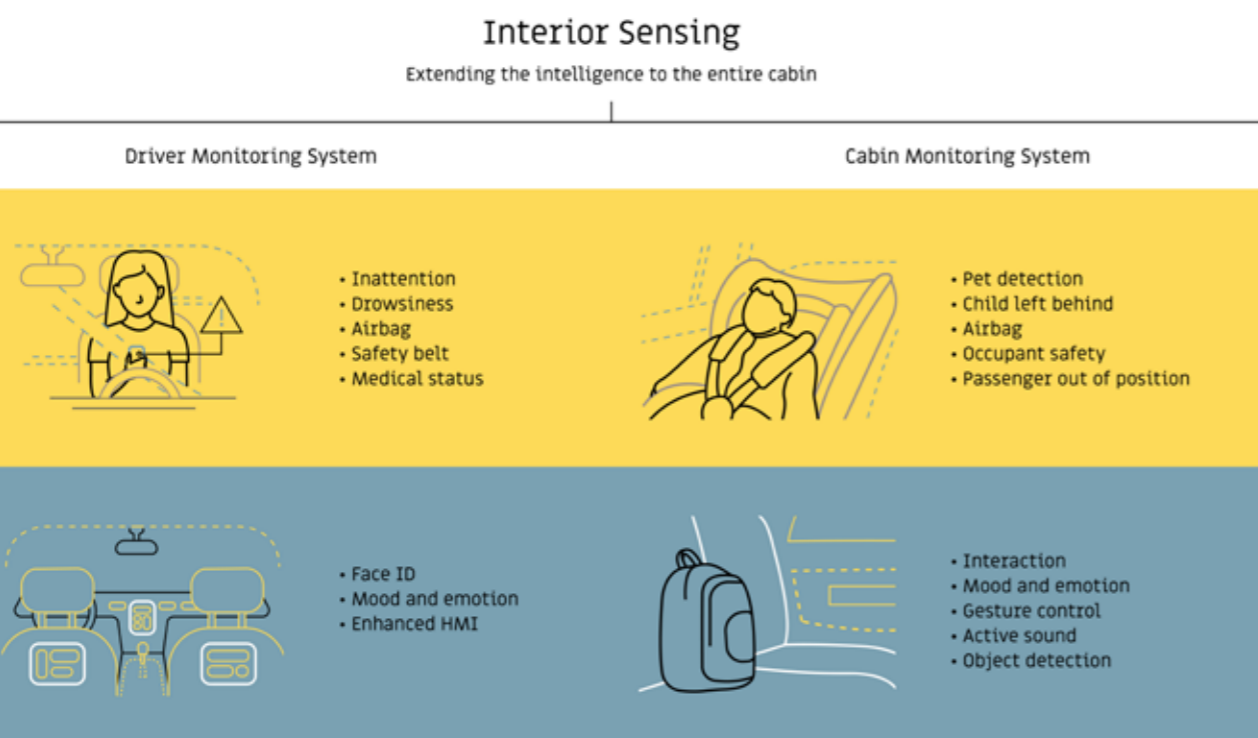 Interior Sensing
Extending the intelligence to the entire cabin
Driver Monitoring System
Cabin Monitoring System
• Inattention
• Drowsiness
• Airbag
• Safety belt
• Medical status
• Pet detection
• Child left behind
• Airbag
• Occupant safety
• Passenger out of position
• Face ID
• Mood and emotion
• Enhanced HMI
• Interaction
• Mood and emotion
• Gesture control
• Active sound
• Object detection